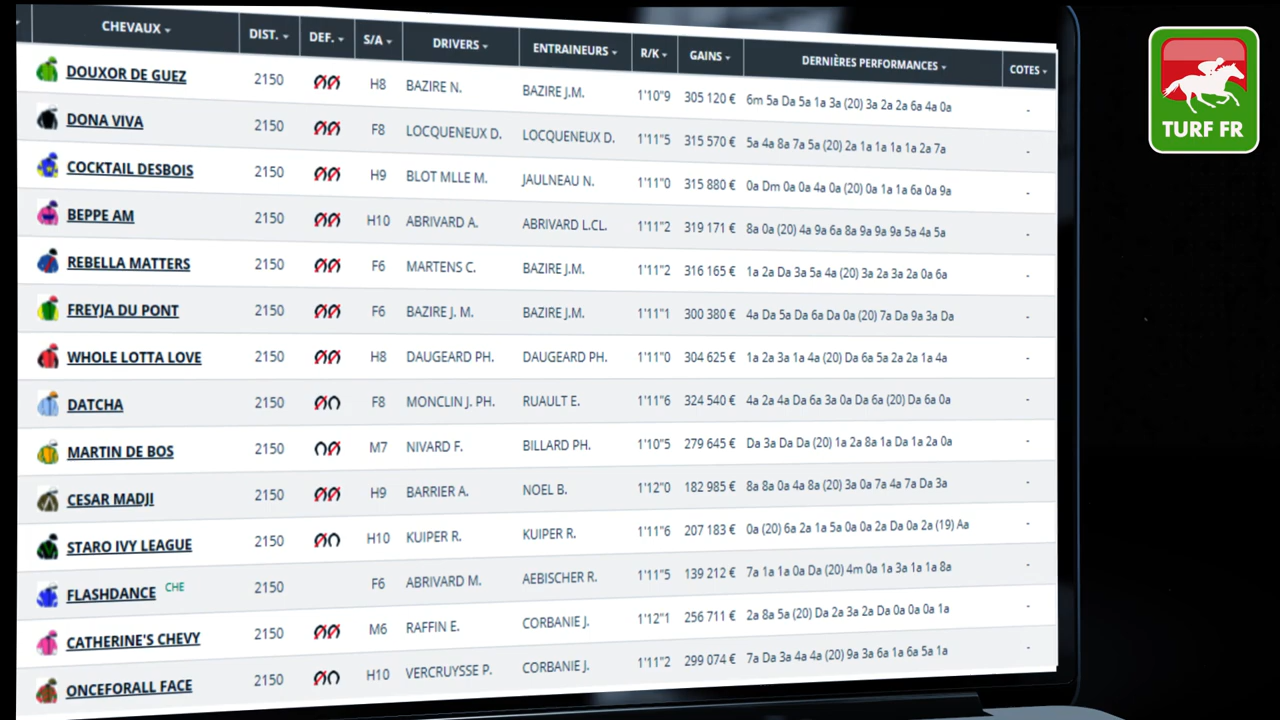 CHEVAUX DIST. DEF. S/A DRIVERS ENTRAINEURS R/K GAINS DERNIÈRES PERFORMANCES COTES
DOUXOR DE GUEZ 2150 H8 BAZIRE N. BAZIRE J.M. 1'10"9 305 120 € 6m 5a Da 5a 1a 3a (20) 3a 2a 2a 6a 4a 0a -
DONA VIVA 2150 F8 LOCQUENEUX D. LOCQUENEUX D. 1'11"5 315 570 € 5a 4a 8a 7a 5a (20) 2a 1a 1a 1a 1a 2a 7a -
COCKTAIL DESBOIS 2150 H9 BLOT MLLE M. JAULNEAU N. 1'11"0 315 880 € 0a Dm 0a 0a 4a 0a (20) 0a 1a 1a 6a 0a 9a -
BEPPE AM 2150 H10 ABRIVARD A. ABRIVARD L.CL. 1'11"2 319 171 € 8a 0a (20) 4a 9a 6a 8a 9a 9a 9a 5a 4a 5a -
REBELLA MATTERS 2150 F6 MARTENS C. BAZIRE J.M. 1'11"2 316 165 € 1a 2a Da 3a 5a 4a (20) 3a 2a 3a 2a 0a 6a -
FREYJA DU PONT 2150 F6 BAZIRE J. M. BAZIRE J.M. 1'11"1 300 380 € 4a Da 5a Da 6a Da 0a (20) 7a Da 9a 3a Da -
WHOLE LOTTA LOVE 2150 H8 DAUGEARD PH. DAUGEARD PH. 1'11"0 304 625 € 1a 2a 3a 1a 4a (20) Da 6a 5a 2a 2a 1a 4a -
DATCHA 2150 F8 MONCLIN J. PH. RUAULT E. 1'11"6 324 540 € 4a 2a 4a Da 6a 3a 0a Da 6a (20) Da 6a 0a -
MARTIN DE BOS 2150 M7 NIVARD F. BILLARD PH. 1'10"5 279 645 € Da 3a Da Da (20) 1a 2a 8a 1a Da 1a 2a 0a -
CESAR MADJI 2150 H9 BARRIER A. NOEL B. 1'12"0 182 985 € 8a 8a 0a 4a 8a (20) 3a 0a 7a 4a 7a Da 3a -
STARO IVY LEAGUE 2150 H10 KUIPER R. KUIPER R. 1'11"6 207 183 € 0a (20) 6a 2a 1a 5a 0a 0a 2a Da 0a 2a (19) Aa -
FLASHDANCE CHE 2150 F6 ABRIVARD M. AEBISCHER R. 1'11"5 139 212 € 7a 1a 1a 0a Da (20) 4m 0a 1a 3a 1a 1a 8a -
CATHERINE'S CHEVY 2150 M6 RAFFIN E. CORBANIE J. 1'12"1 256 711 € 2a 8a 5a (20) Da 2a 3a 2a Da 0a 0a 0a 1a -
ONCEFORALL FACE 2150 H10 VERCRUYSSE P. CORBANIE J. 1'11"2 299 074 € 7a Da 3a 4a 4a (20) 9a 3a 6a 1a 6a 5a 1a -
TURF FR